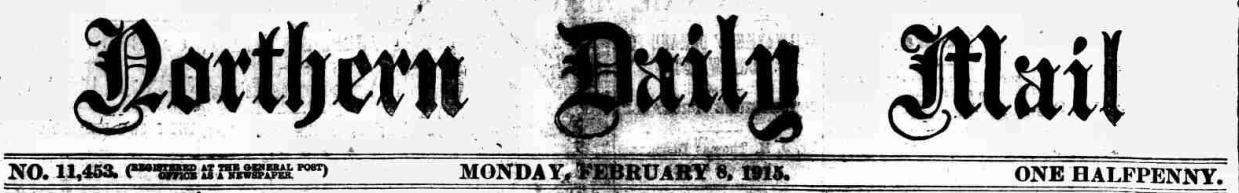 Northern Daily Mail
NO. 11,453. (REGISTERED AT THE GENERAL POST OFFICE AS A NEWSPAPER.) MONDAY, FEBRUARY 8, 1915. ONE HALFPENNY.